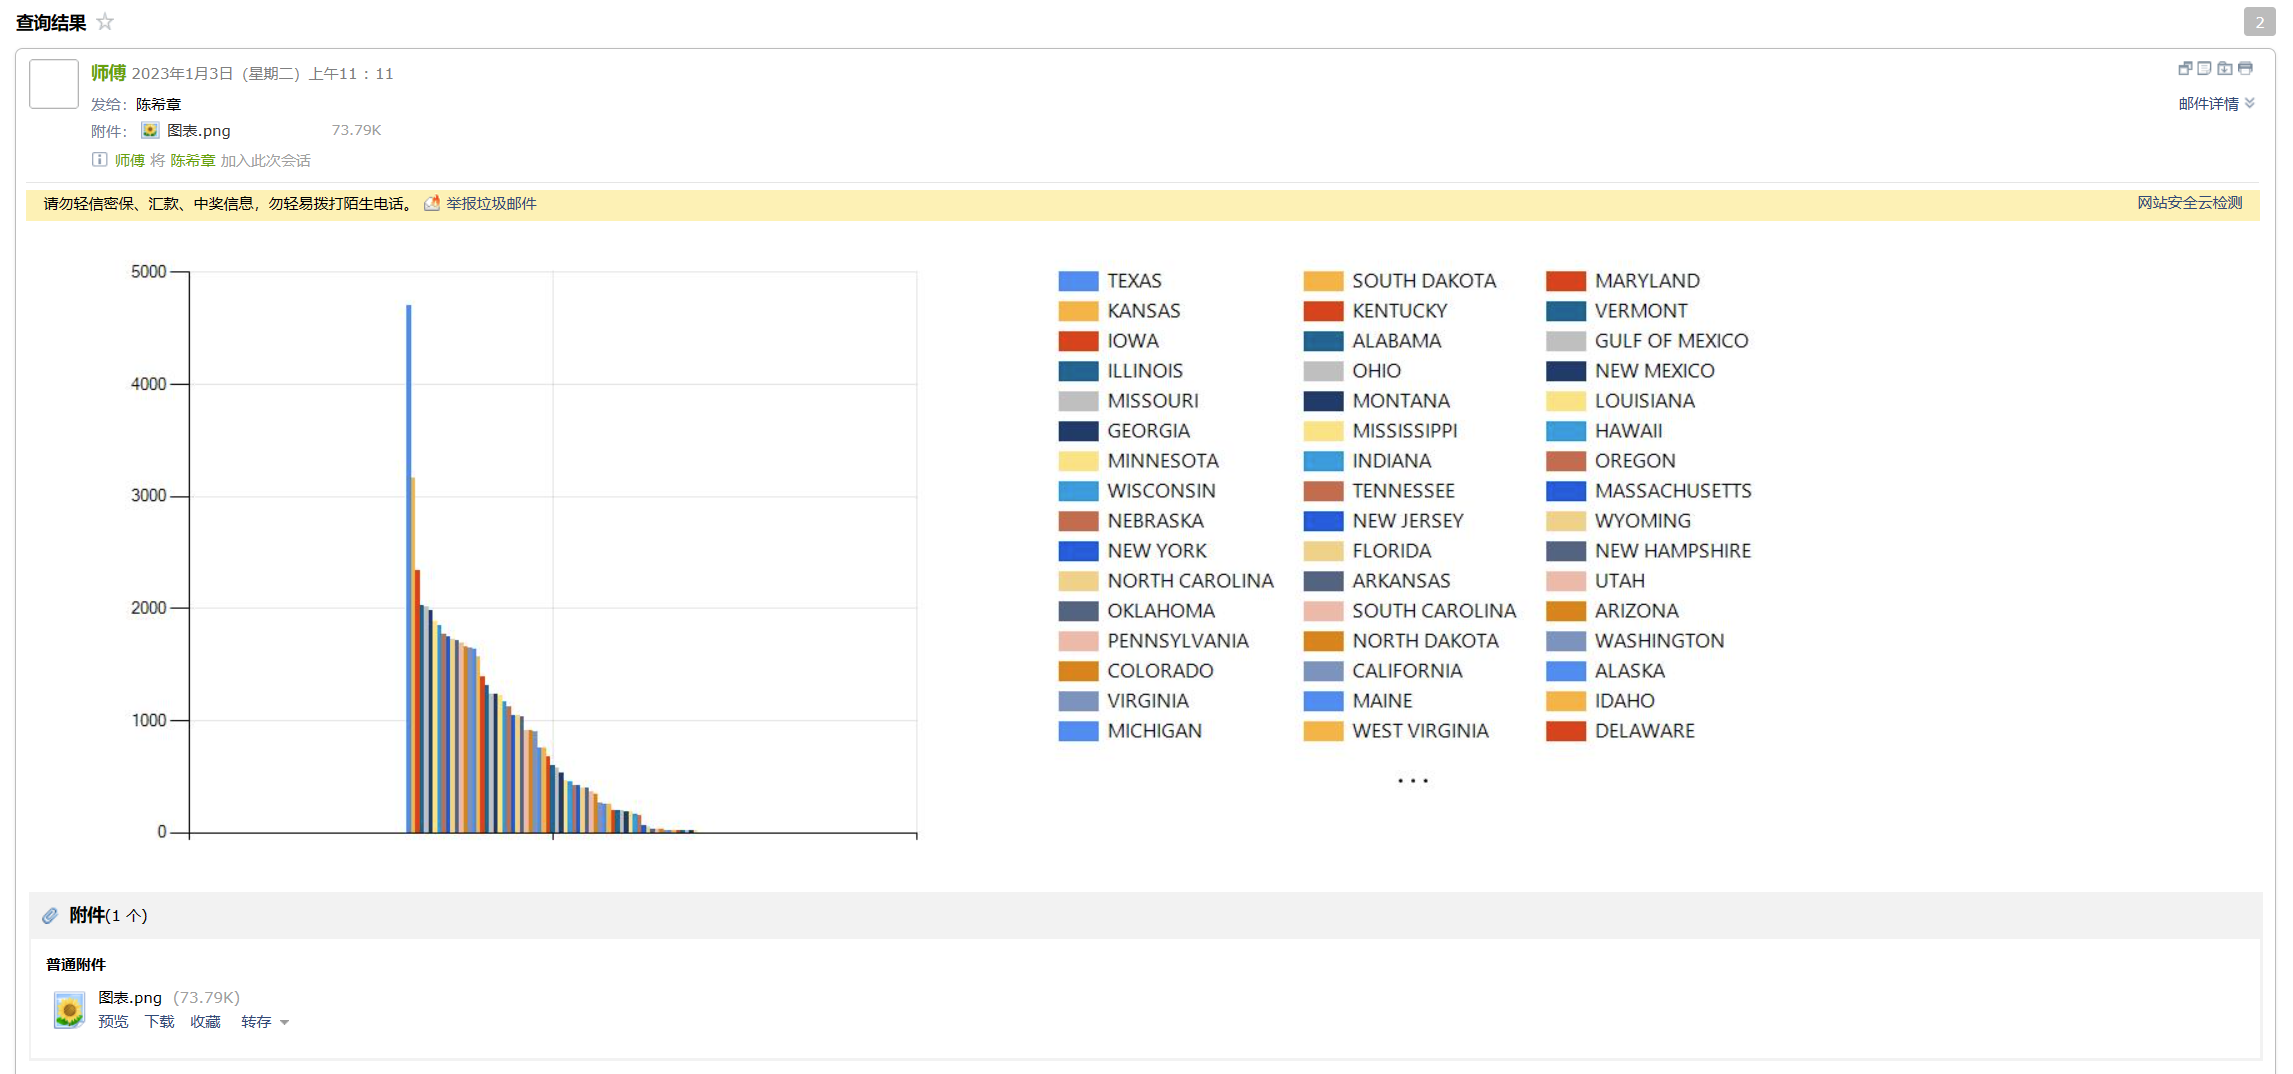 查询结果
2
师傅 2023年1月3日（星期二）上午11：11
发给：陈希章
邮件详情
附件： 图表.png 73.79K
师傅 将 陈希章 加入此次会话
请勿轻信密保、汇款、中奖信息，勿轻易拨打陌生电话。 举报垃圾邮件 网站安全云检测
5000
4000
3000
2000
1000
0
TEXAS SOUTH DAKOTA MARYLAND
KANSAS KENTUCKY VERMONT
IOWA ALABAMA GULF OF MEXICO
ILLINOIS OHIO NEW MEXICO
MISSOURI MONTANA LOUISIANA
GEORGIA MISSISSIPPI HAWAII
MINNESOTA INDIANA OREGON
WISCONSIN TENNESSEE MASSACHUSETTS
NEBRASKA NEW JERSEY WYOMING
NEW YORK FLORIDA NEW HAMPSHIRE
NORTH CAROLINA ARKANSAS UTAH
OKLAHOMA SOUTH CAROLINA ARIZONA
PENNSYLVANIA NORTH DAKOTA WASHINGTON
COLORADO CALIFORNIA ALASKA
VIRGINIA MAINE IDAHO
MICHIGAN WEST VIRGINIA DELAWARE
...
附件(1 个)
普通附件
图表.png (73.79K)
预览 下载 收藏 转存